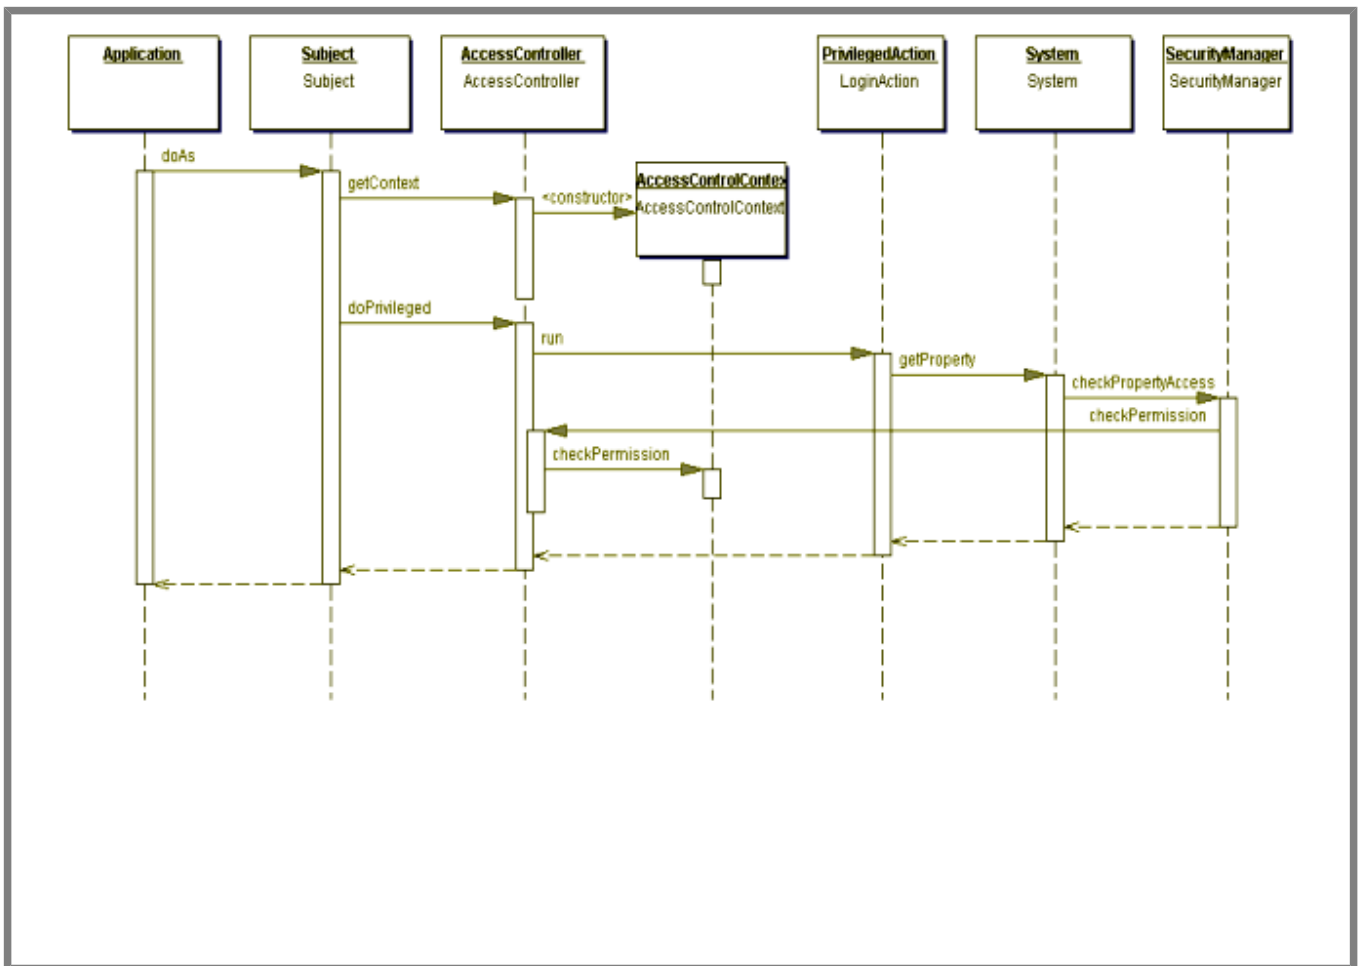 Application
Subject
Subject
AccessController
AccessController
PrivilegedAction
LoginAction
System
System
SecurityManager
SecurityManager
doAs
getContext
<constructor>
AccessControlContex
AccessControlContext
doPrivileged
run
getProperty
checkPropertyAccess
checkPermission
checkPermission